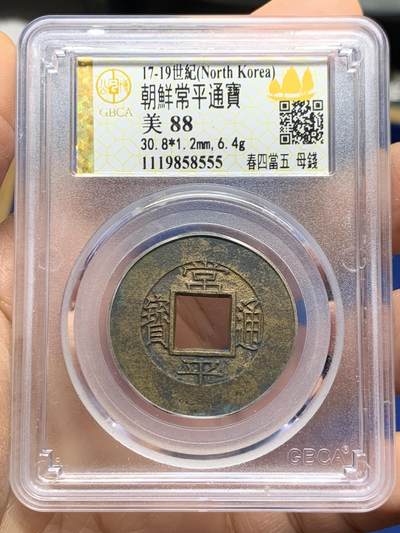 17-19世紀(North Korea)
朝鮮常平通寶
美 88
30.8*1.2mm,6.4g
1119858555
春四當五 母錢
GBCA
常
寶 通
平
GBCA